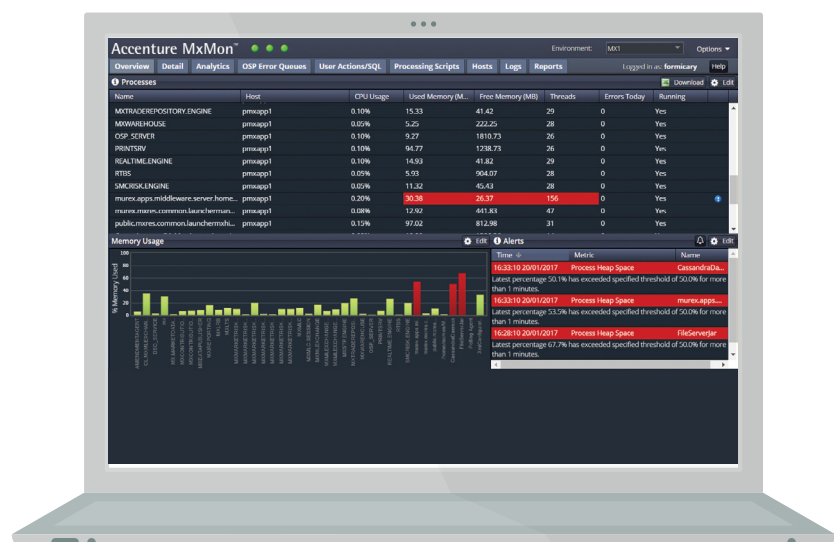 Accenture MxMon™ Environment: MX1 Options
Overview Detail Analytics OSP Error Queues User Actions/SQL Processing Scripts Hosts Logs Reports Logged in as: formicary Help
Processes Download Edit
Name Host CPU Usage Used Memory (M... Free Memory (MB) Threads Errors Today Running
MXTRADEREPOSITORY.ENGINE pmxapp1 0.10% 15.33 41.42 29 0 Yes
MXWAREHOUSE pmxapp1 0.05% 5.25 222.25 28 0 Yes
OSP_SERVER pmxapp1 0.10% 9.27 1810.73 26 0 Yes
PRINTSRV pmxapp1 0.10% 94.77 1238.73 26 0 Yes
REALTIME.ENGINE pmxapp1 0.10% 14.93 41.82 29 0 Yes
RTBS pmxapp1 0.05% 5.93 904.07 28 0 Yes
SMCRISK.ENGINE pmxapp1 0.05% 11.32 45.43 28 0 Yes
murex.apps.middleware.server.home... pmxapp1 0.20% 30.38 26.37 156 0 Yes
murex.mxres.common.launcherman... pmxapp1 0.08% 12.92 441.83 47 0 Yes
public.mxres.common.launchermxhi... pmxapp1 0.15% 97.02 812.98 31 0 Yes
Memory Usage Edit
% Memory Used
100
80
60
40
20
0
Alerts Edit
Time Metric Name
16:33:10 20/01/2017 Process Heap Space CassandraDa...
Latest percentage 50.1% has exceeded specified threshold of 50.0% for more
than 1 minutes.
16:33:10 20/01/2017 Process Heap Space murex.apps....
Latest percentage 53.5% has exceeded specified threshold of 50.0% for more
than 1 minutes.
16:28:10 20/01/2017 Process Heap Space FileServerJar
Latest percentage 67.7% has exceeded specified threshold of 50.0% for more
than 1 minutes.